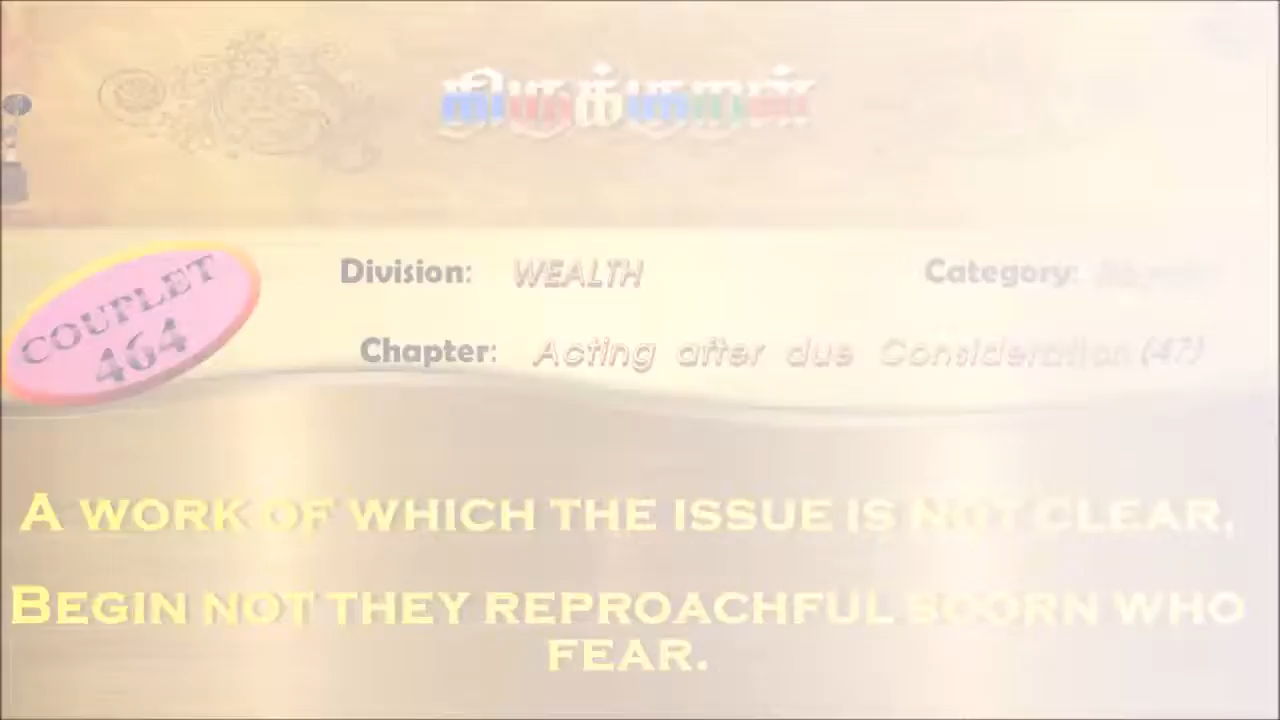 திருக்குறள்
COUPLET
464
Division: WEALTH
Category:
Chapter: Acting after due Consideration (47)
A WORK OF WHICH THE ISSUE IS NOT CLEAR,
BEGIN NOT THEY REPROACHFUL SCORN WHO
FEAR.